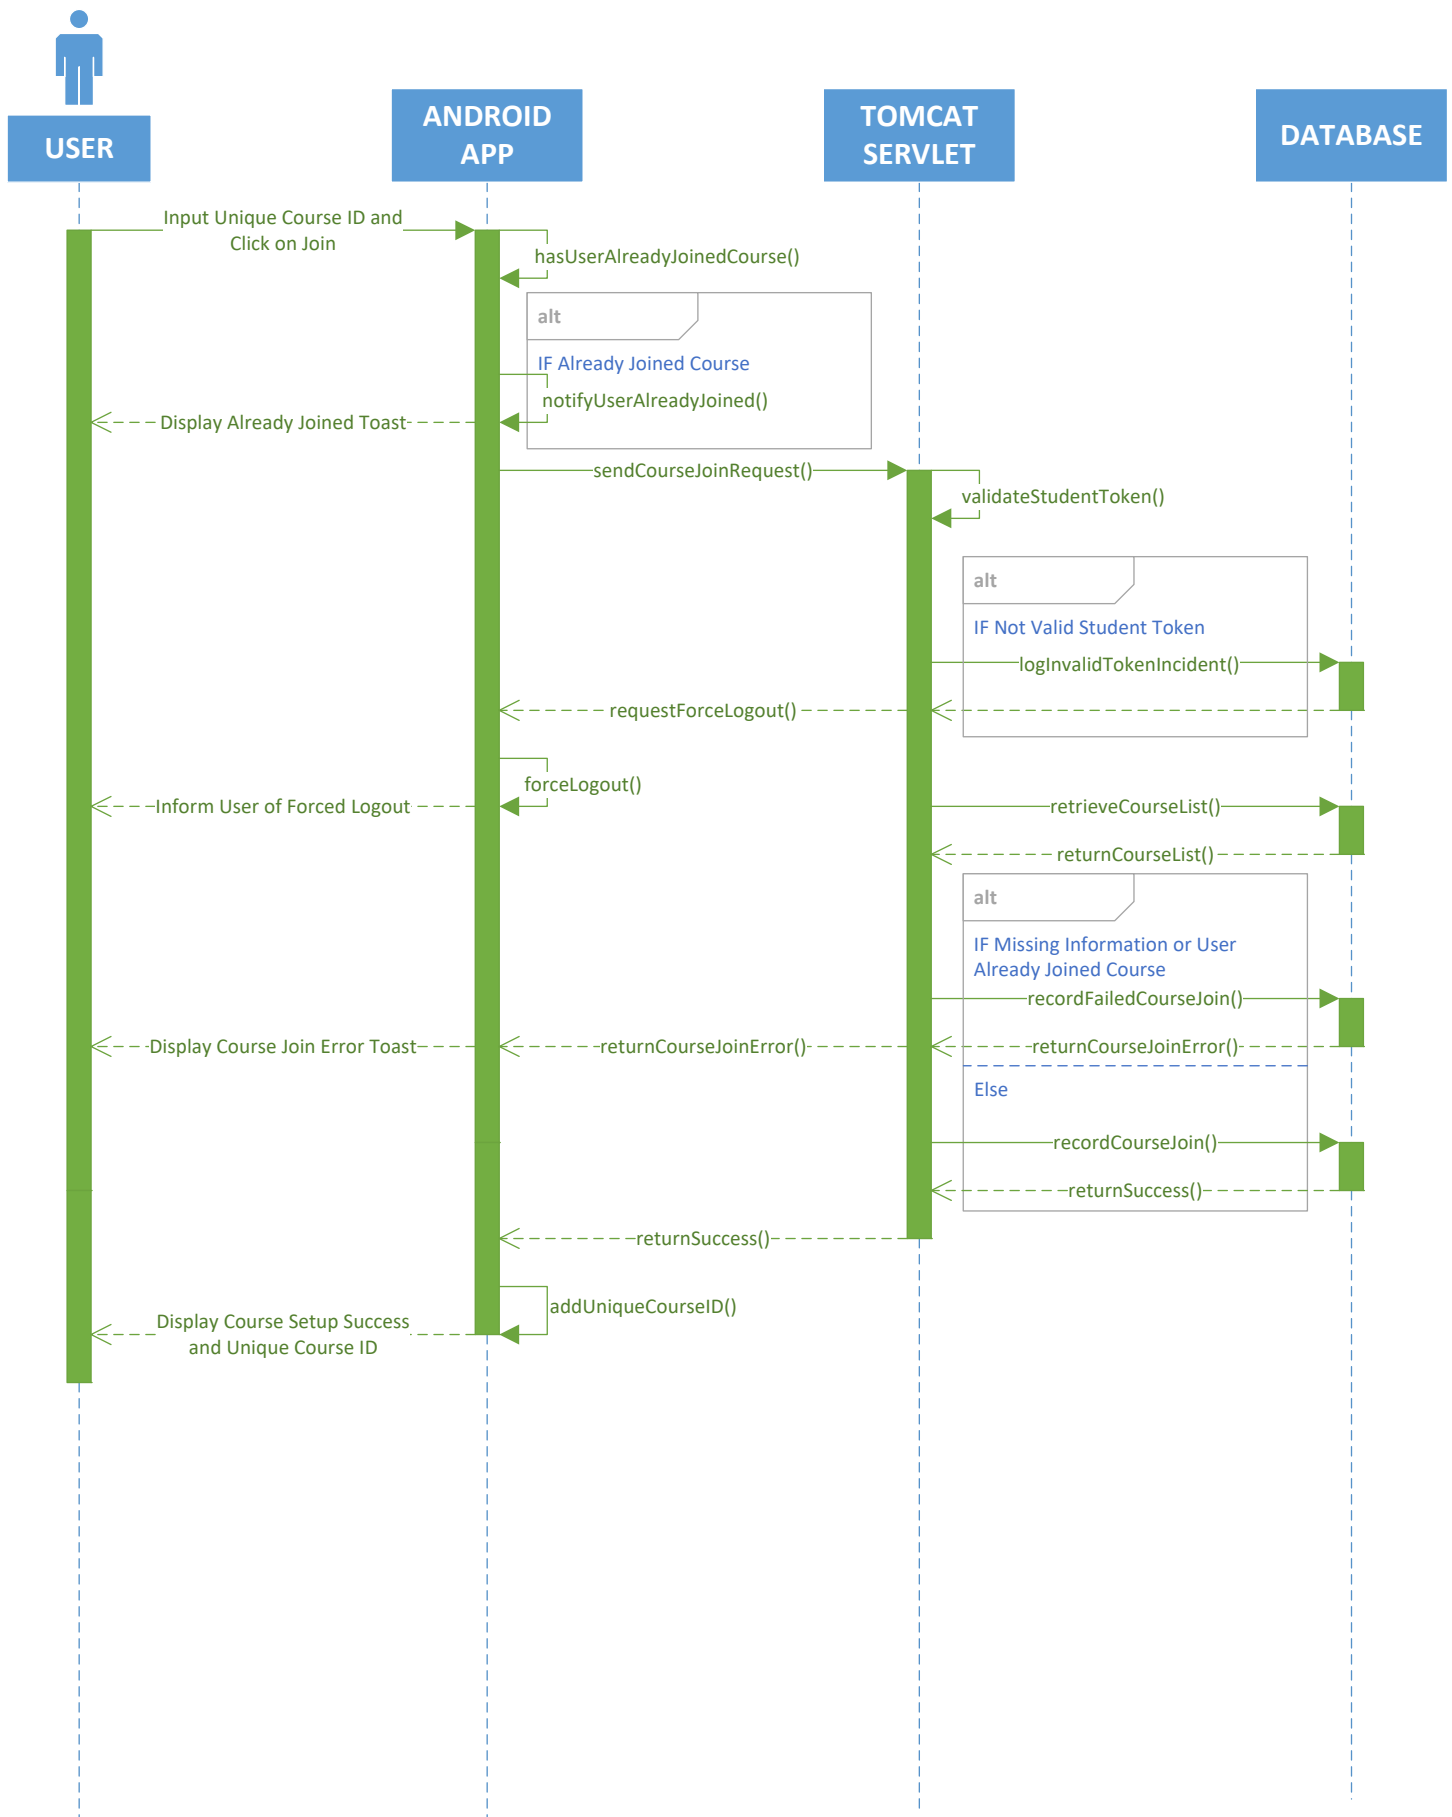 USER
ANDROID
APP
TOMCAT
SERVLET
DATABASE
Input Unique Course ID and
Click on Join
hasUserAlreadyJoinedCourse()
alt
IF Already Joined Course
notifyUserAlreadyJoined()
Display Already Joined Toast
sendCourseJoinRequest()
validateStudentToken()
alt
IF Not Valid Student Token
logInvalidTokenIncident()
requestForceLogout()
forceLogout()
Inform User of Forced Logout
retrieveCourseList()
returnCourseList()
alt
IF Missing Information or User
Already Joined Course
recordFailedCourseJoin()
Display Course Join Error Toast
returnCourseJoinError()
returnCourseJoinError()
Else
recordCourseJoin()
returnSuccess()
returnSuccess()
addUniqueCourseID()
Display Course Setup Success
and Unique Course ID